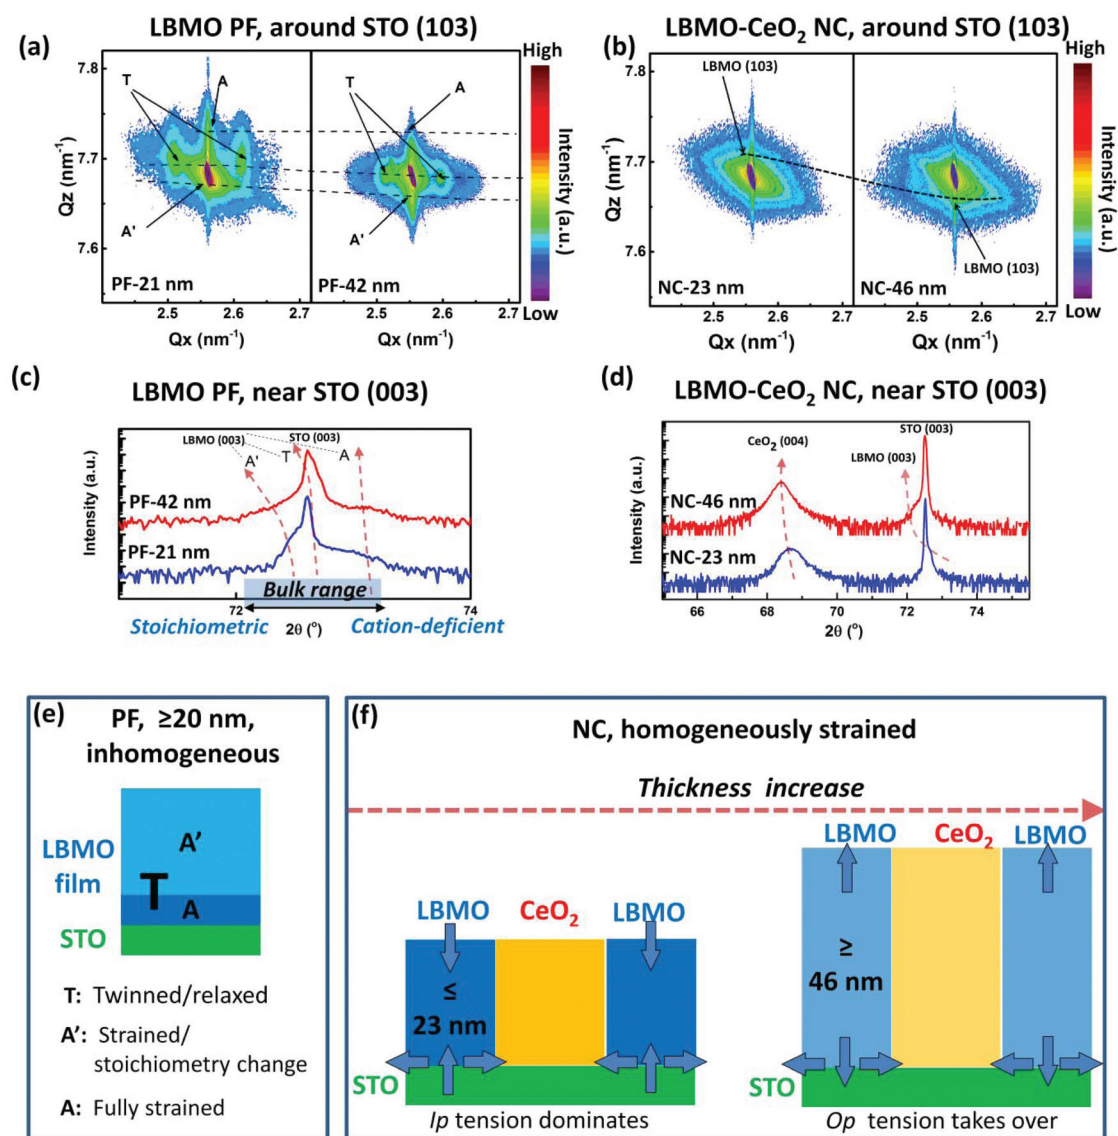 (a)
LBMO PF, around STO (103)
T
A
A
T
A'
A'
7.8
7.7
7.6
Qz (nm⁻¹)
PF-21 nm
PF-42 nm
2.5
2.6
2.7
2.5
2.6
2.7
Qx (nm⁻¹)
Qx (nm⁻¹)
High
Intensity (a.u.)
Low
(b)
LBMO-CeO₂ NC, around STO (103)
LBMO (103)
LBMO (103)
7.8
7.7
7.6
Qz (nm⁻¹)
NC-23 nm
NC-46 nm
2.5
2.6
2.7
2.5
2.6
2.7
Qx (nm⁻¹)
Qx (nm⁻¹)
High
Intensity (a.u.)
Low
(c)
LBMO PF, near STO (003)
LBMO (003)
STO (003)
A'
T
A
PF-42 nm
PF-21 nm
Intensity (a.u.)
Bulk range
72
74
Stoichiometric
2θ (°)
Cation-deficient
(d)
LBMO-CeO₂ NC, near STO (003)
CeO₂ (004)
STO (003)
LBMO (003)
NC-46 nm
NC-23 nm
Intensity (a.u.)
66
68
70
72
74
2θ (°)
(e)
PF, ≥20 nm,
inhomogeneous
A'
LBMO
film
T
A
STO
T: Twinned/relaxed
A': Strained/
stoichiometry change
A: Fully strained
(f)
NC, homogeneously strained
Thickness increase
LBMO
CeO₂
LBMO
≤
23 nm
STO
Ip tension dominates
LBMO
CeO₂
LBMO
≥
46 nm
STO
Op tension takes over